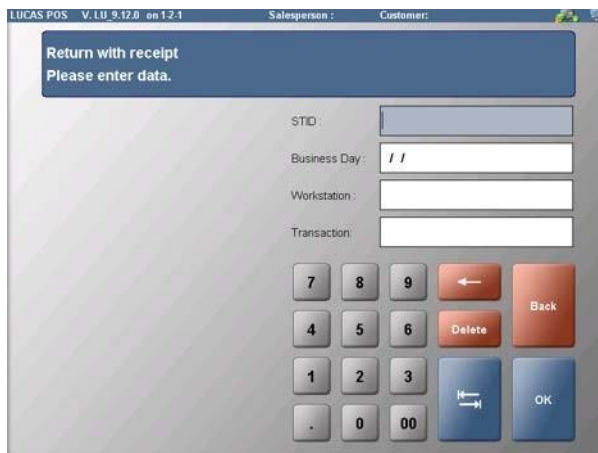 LUCAS POS V. LU_9.12.0 on 1-2-1 Salesperson : Customer:
Return with receipt
Please enter data.
STID :
Business Day : / /
Workstation :
Transaction:
7 8 9 Back
4 5 6 Delete
1 2 3 OK
. 0 00